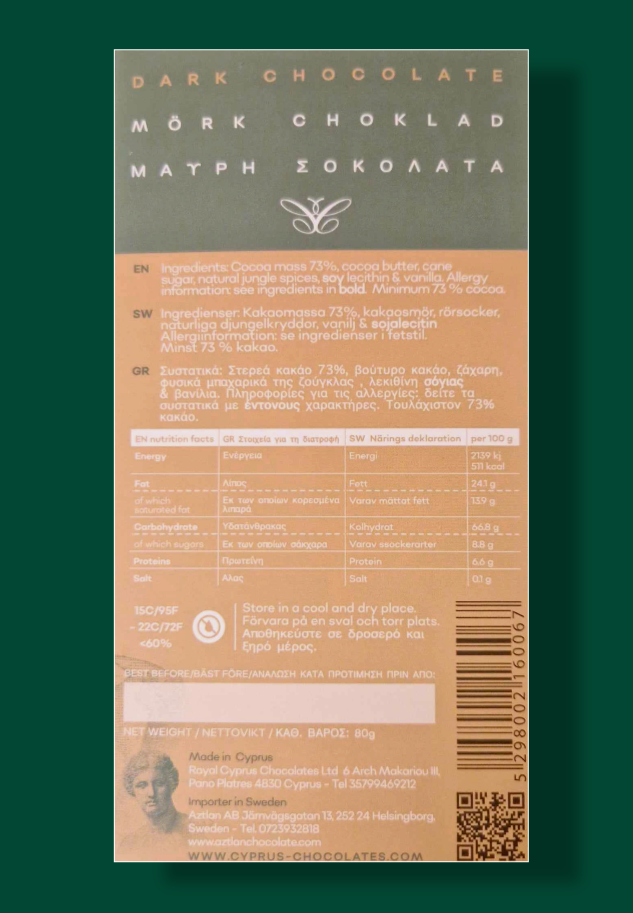 DARK CHOCOLATE
MÖRK CHOKLAD
ΜΑΥΡΗ ΣΟΚΟΛΑΤΑ
EN Ingredients: Cocoa mass 73%, cocoa butter, cane
sugar, natural jungle spices, soy lecithin & vanilla. Allergy
information: see ingredients in bold. Minimum 73 % cocoa.
SW Ingredienser: Kakaomassa 73%, kakaosmör, rörsocker,
naturliga djungelkryddor, vanilj & sojalecitin
Allergiinformation: se ingredienser i fetstil.
Minst 73 % kakao.
GR Συστατικά: Στερεά κακάο 73%, βούτυρο κακάο, ζάχαρη,
φυσικά μπαχαρικά της ζούγκλας , λεκιθίνη σόγιας
& βανίλια. Πληροφορίες για τις αλλεργίες: δείτε τα
συστατικά με έντονους χαρακτήρες. Τουλάχιστον 73%
κακάο.
EN nutrition facts GR Στοιχεία για τη διατροφή SW Närings deklaration per 100 g
Energy Ενέργεια Energi 2139 kj
511 kcal
Fat Λίπος Fett 24.1 g
of which Εκ των οποίων κορεσμένα Varav mättat fett 13.9 g
saturated fat λιπαρά
Carbohydrate Υδατάνθρακας Kolhydrat 66.8 g
of which sugars Εκ των οποίων σάκχαρα Varav seockerarter 8.8 g
Proteins Πρωτεΐνη Protein 6.6 g
Salt Αλας Salt 0.1 g
15C/95F
- 22C/72F
<60%
Store in a cool and dry place.
Förvara på en sval och torr plats.
Αποθηκεύστε σε δροσερό και
ξηρό μέρος.
BEST BEFORE/BÄST FÖRE/ΑΝΑΛΩΣΗ ΚΑΤΑ ΠΡΟΤΙΜΗΣΗ ΠΡΙΝ ΑΠΟ:
NET WEIGHT / NETTOVIKT / ΚΑΘ. ΒΑΡΟΣ: 80g
5 298002 160067
Made in Cyprus
Royal Cyprus Chocolates Ltd 6 Arch Makariou III,
Pano Platres 4830 Cyprus - Tel 35799469212
Importer in Sweden
Aztlan AB Järnvägsgatan 13, 252 24 Helsingborg,
Sweden - Tel. 0723932818
www.aztlanchocolate.com
WWW.CYPRUS-CHOCOLATES.COM